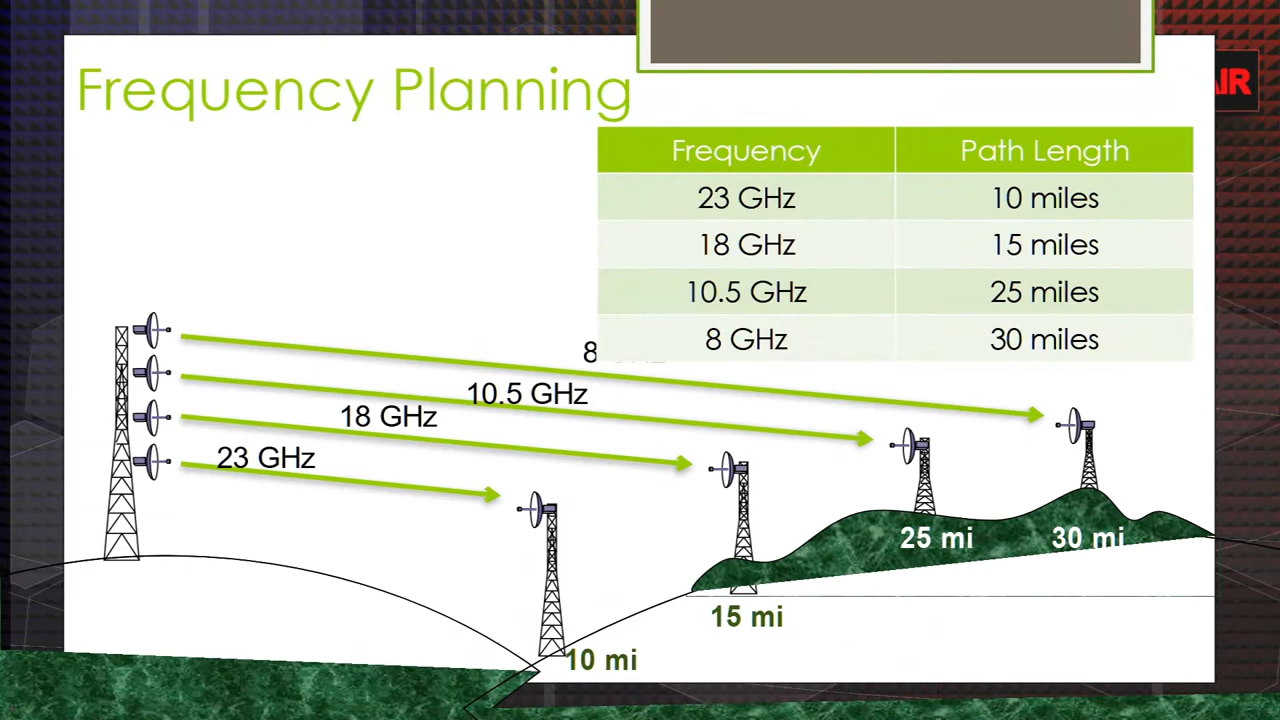 Frequency Planning
IR
Frequency Path Length
23 GHz 10 miles
18 GHz 15 miles
10.5 GHz 25 miles
8 GHz 30 miles
8
10.5 GHz
18 GHz
23 GHz
25 mi 30 mi
15 mi
10 mi